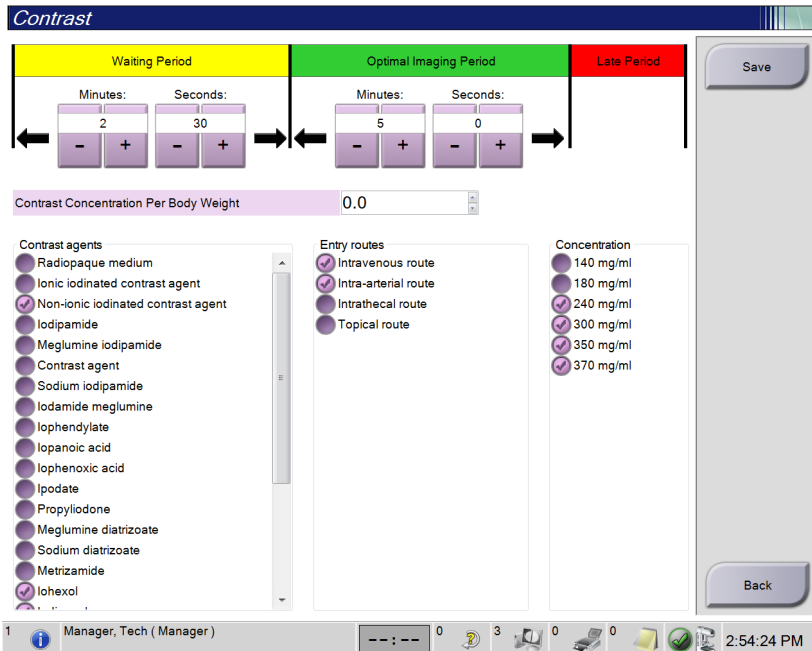 Contrast
Waiting Period
Optimal Imaging Period
Late Period
Save
Minutes:
Seconds:
Minutes:
Seconds:
2
30
5
0
- + - + - + - +
Contrast Concentration Per Body Weight
0.0
Contrast agents
Radiopaque medium
Ionic iodinated contrast agent
Non-ionic iodinated contrast agent
Iodipamide
Meglumine iodipamide
Contrast agent
Sodium iodipamide
Iodamide meglumine
Iophendylate
Iopanoic acid
Iophenoxic acid
Ipodate
Propyliodone
Meglumine diatrizoate
Sodium diatrizoate
Metrizamide
Iohexol
Entry routes
Intravenous route
Intra-arterial route
Intrathecal route
Topical route
Concentration
140 mg/ml
180 mg/ml
240 mg/ml
300 mg/ml
350 mg/ml
370 mg/ml
Back
1
Manager, Tech ( Manager )
--:--
0
3
0
0
2:54:24 PM